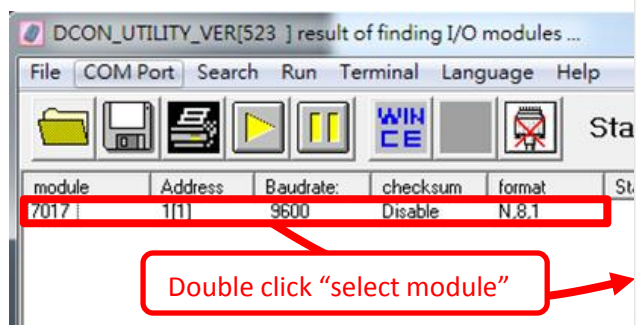 DCON_UTILITY_VER[523 ] result of finding I/O modules ...
File COM Port Search Run Terminal Language Help
WIN
CE
Sta
module Address Baudrate: checksum format St
7017 1[1] 9600 Disable N,8,1
Double click “select module”